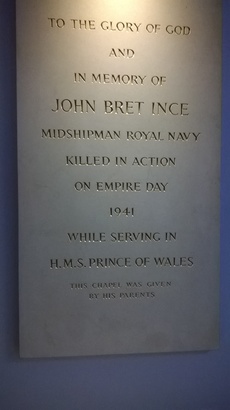 TO THE GLORY OF GOD
AND
IN MEMORY OF
JOHN BRET INCE
MIDSHIPMAN ROYAL NAVY
KILLED IN ACTION
ON EMPIRE DAY
1941
WHILE SERVING IN
H.M.S. PRINCE OF WALES
THIS CHAPEL WAS GIVEN
BY HIS PARENTS